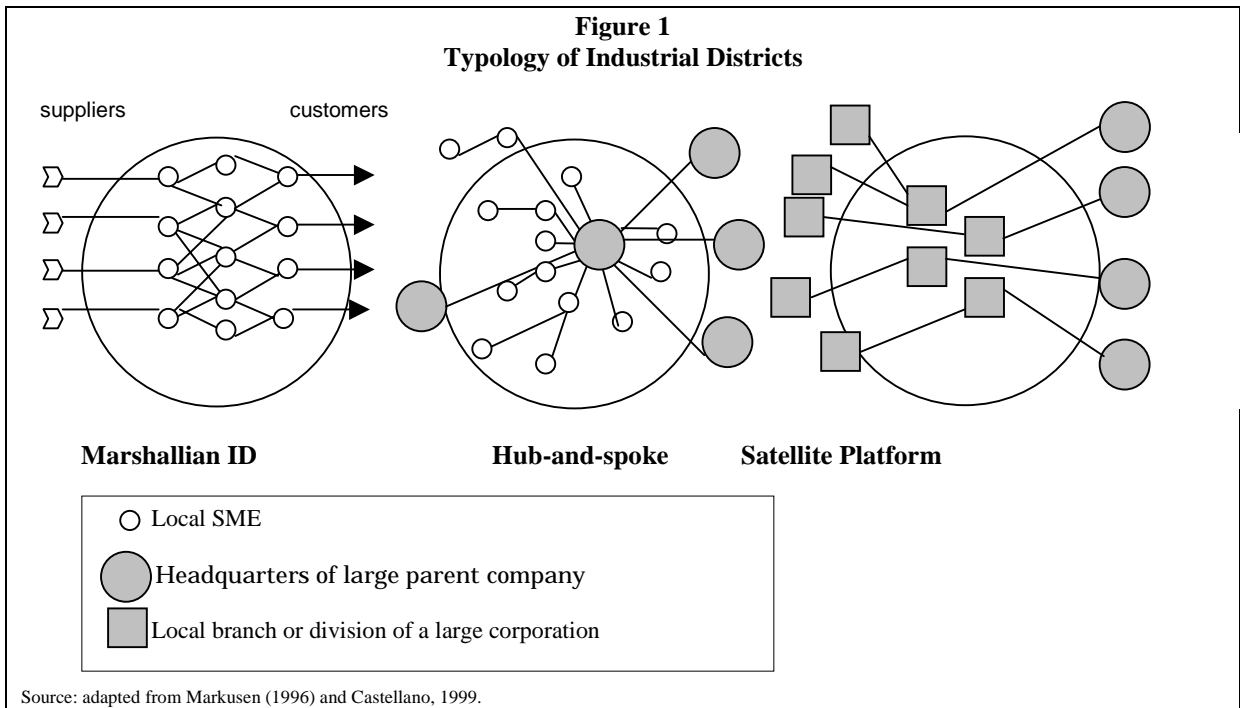 Figure 1
Typology of Industrial Districts
suppliers
customers
Marshallian ID
Hub-and-spoke
Satellite Platform
Local SME
Headquarters of large parent company
Local branch or division of a large corporation
Source: adapted from Markusen (1996) and Castellano, 1999.